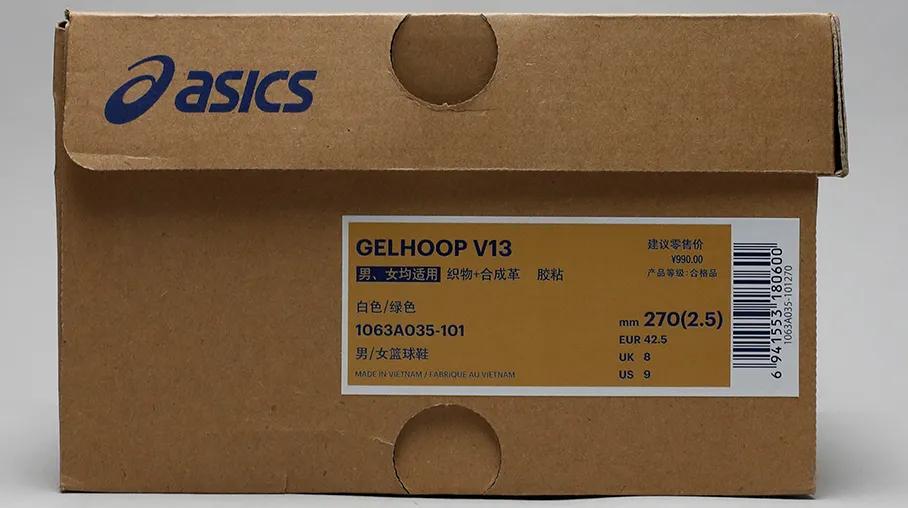 asics
GELHOOP V13
男、女均适用 织物+合成革 胶粘
白色/绿色
1063A035-101
男/女篮球鞋
MADE IN VIETNAM / FABRIQUE AU VIETNAM
建议零售价
¥990.00
产品等级:合格品
mm 270(2.5)
EUR 42.5
UK 8
US 9
6 941553 180600
1063A035-101270